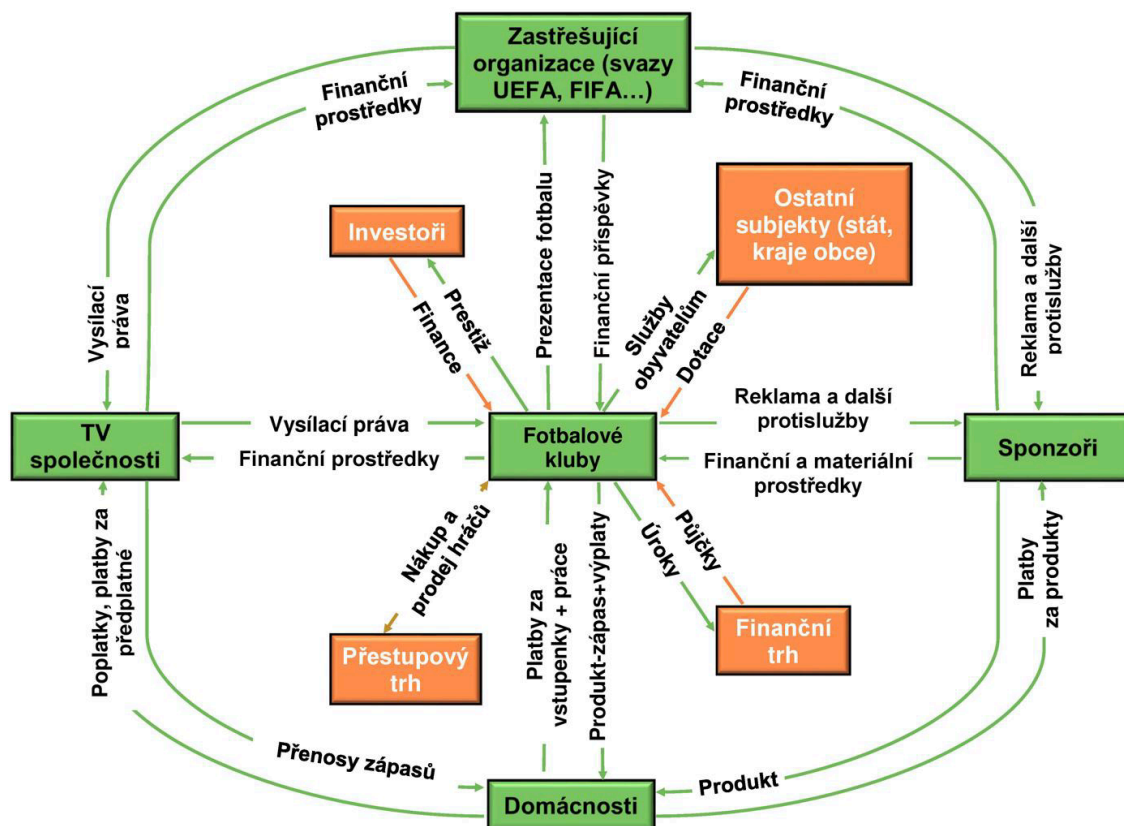 Zastřešující
organizace (svazy
UEFA, FIFA…)
Finanční
prostředky
Finanční
prostředky
Ostatní
subjekty (stát,
kraje obce)
Investoři
Prezentace fotbalu
Finanční příspěvky
Vysílací
práva
Reklama a další
protislužby
Finance
Prestiž
Služby
obyvatelům
Dotace
TV
společnosti
Vysílací práva
Finanční prostředky
Fotbalové
kluby
Reklama a další
protislužby
Finanční a materiální
prostředky
Sponzoři
Poplatky, platby za
předplatné
Nákup a
prodej hráčů
Platby za
vstupenky + práce
Produkt-zápas+výplaty
Úroky
Půjčky
Platby
za produkty
Přestupový
trh
Finanční
trh
Přenosy zápasů
Domácnosti
Produkt